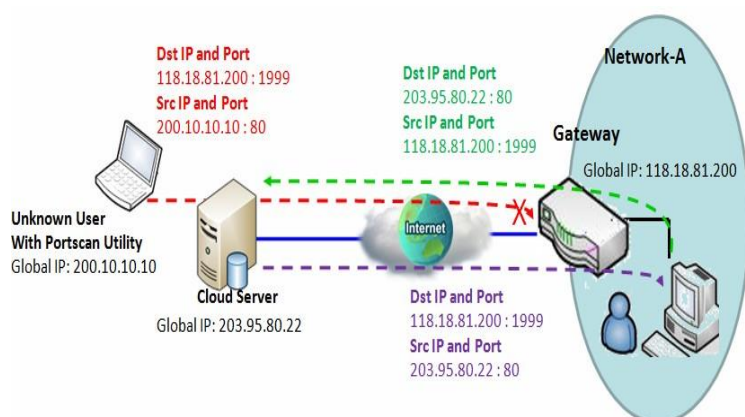 Dst IP and Port
118.18.81.200 : 1999
Src IP and Port
200.10.10.10 : 80
Dst IP and Port
203.95.80.22 : 80
Src IP and Port
118.18.81.200 : 1999
Network-A
Gateway
Global IP: 118.18.81.200
Unknown User
With Portscan Utility
Global IP: 200.10.10.10
Internet
Cloud Server
Global IP: 203.95.80.22
Dst IP and Port
118.18.81.200 : 1999
Src IP and Port
203.95.80.22 : 80